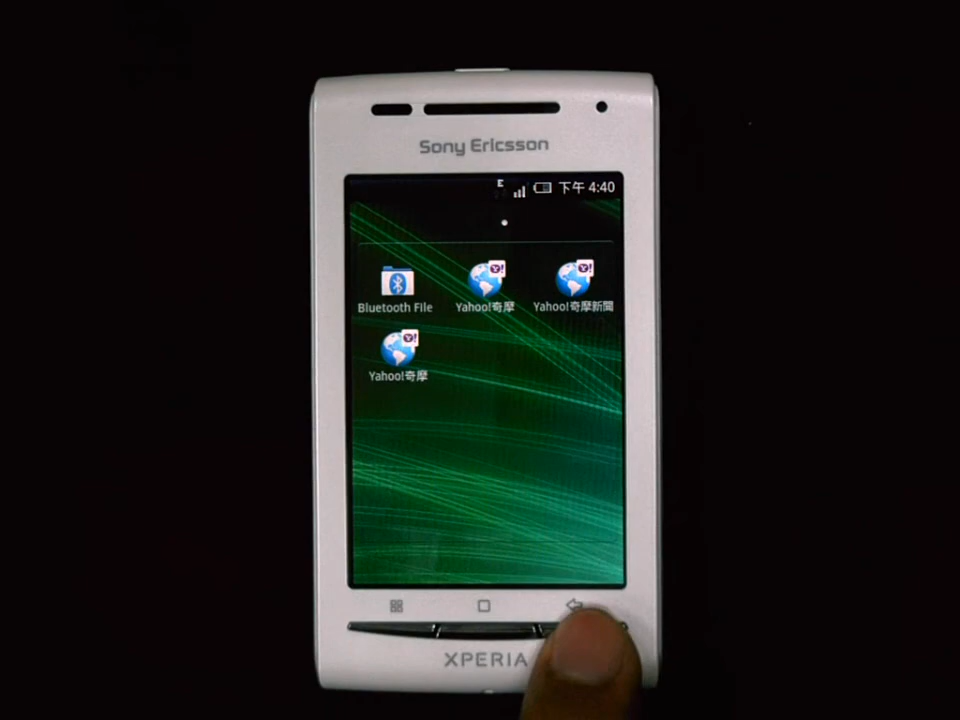 Sony Ericsson
E 下午 4:40
Bluetooth File
Yahoo!奇摩
Yahoo!奇摩新聞
Yahoo!奇摩
XPERIA